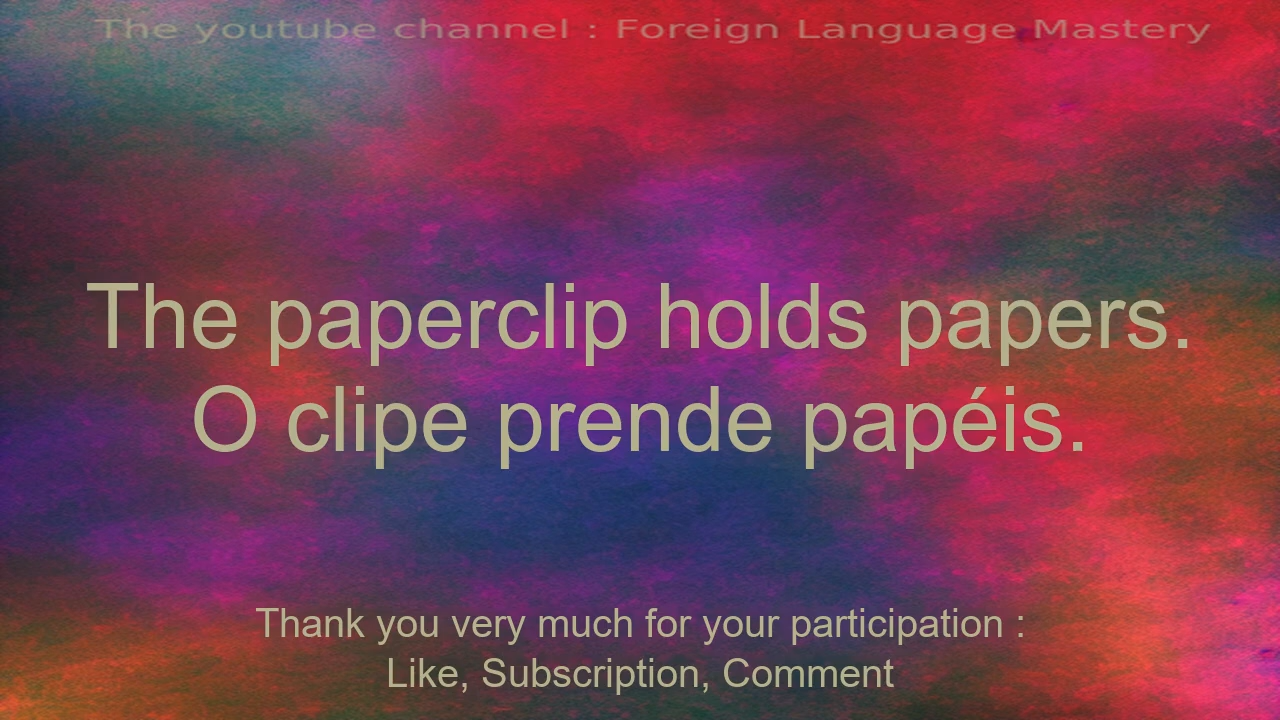 The youtube channel : Foreign Language Mastery
The paperclip holds papers.
O clipe prende papéis.
Thank you very much for your participation :
Like, Subscription, Comment